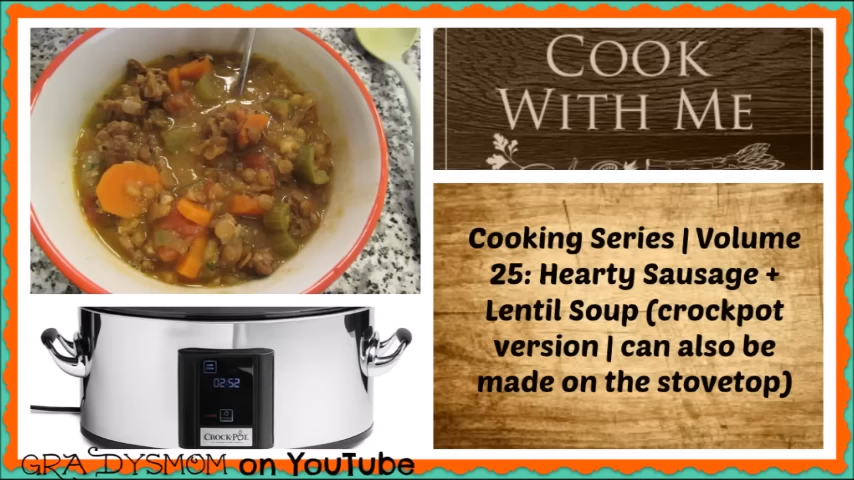 COOK
WITH ME
Cooking Series | Volume
25: Hearty Sausage +
Lentil Soup (crockpot
version | can also be
made on the stovetop)
02:52
CROCK·POT
GRADYSMOM on YouTube